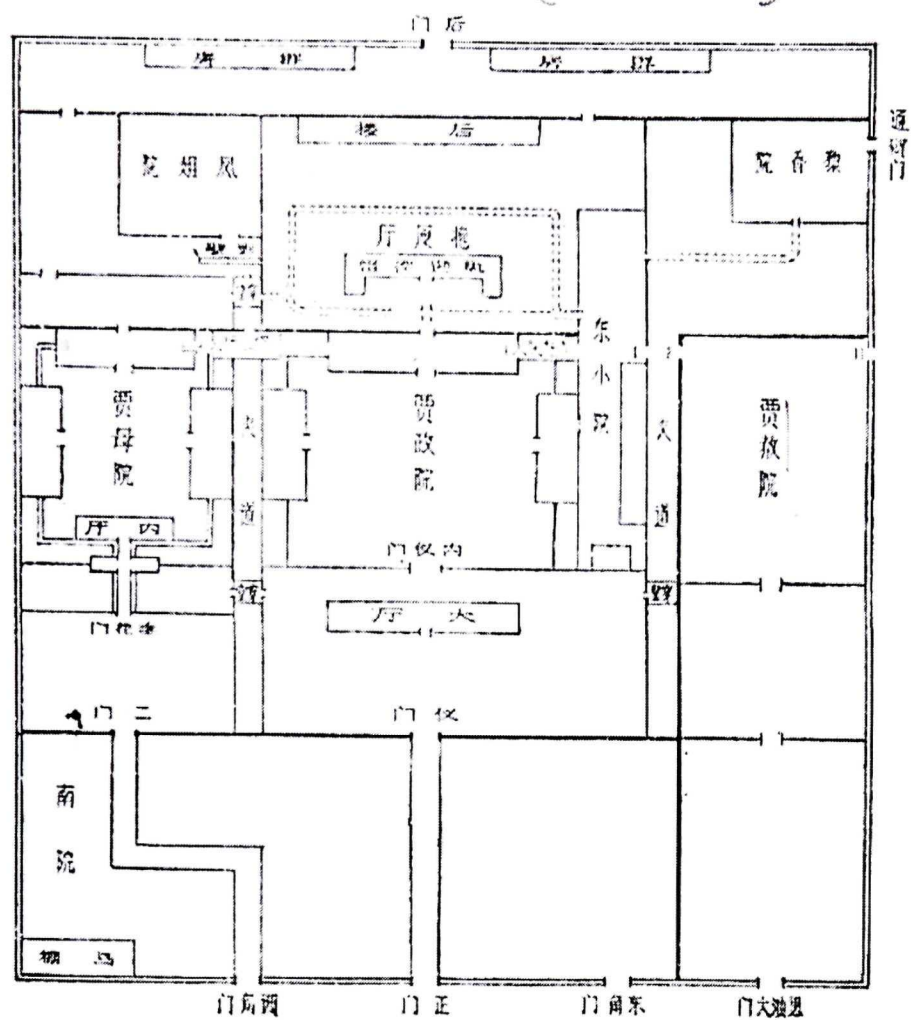 后门
后楼
通街门
凤姐院
梨香院
抱厦厅
东小院
贾母院
贾政院
贾赦院
夹道
夹道
内厅
内仪门
大厅
垂花门
二门
仪门
南院
马棚
西角门
正门
东角门
黑油大门